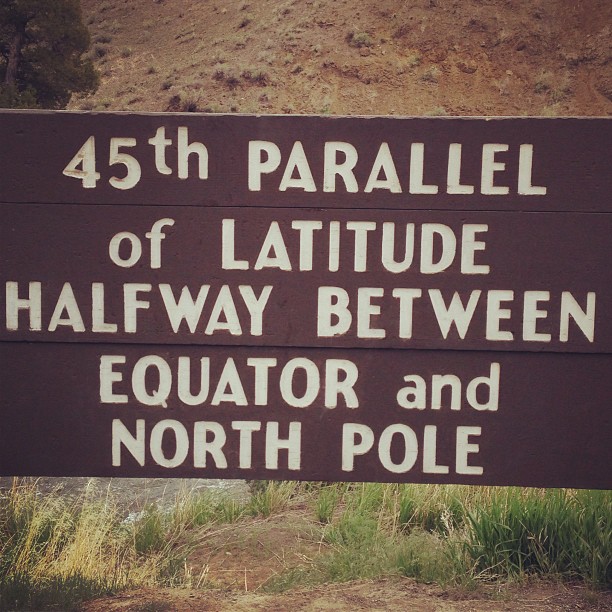 45th PARALLEL
of LATITUDE
HALFWAY BETWEEN
EQUATOR and
NORTH POLE